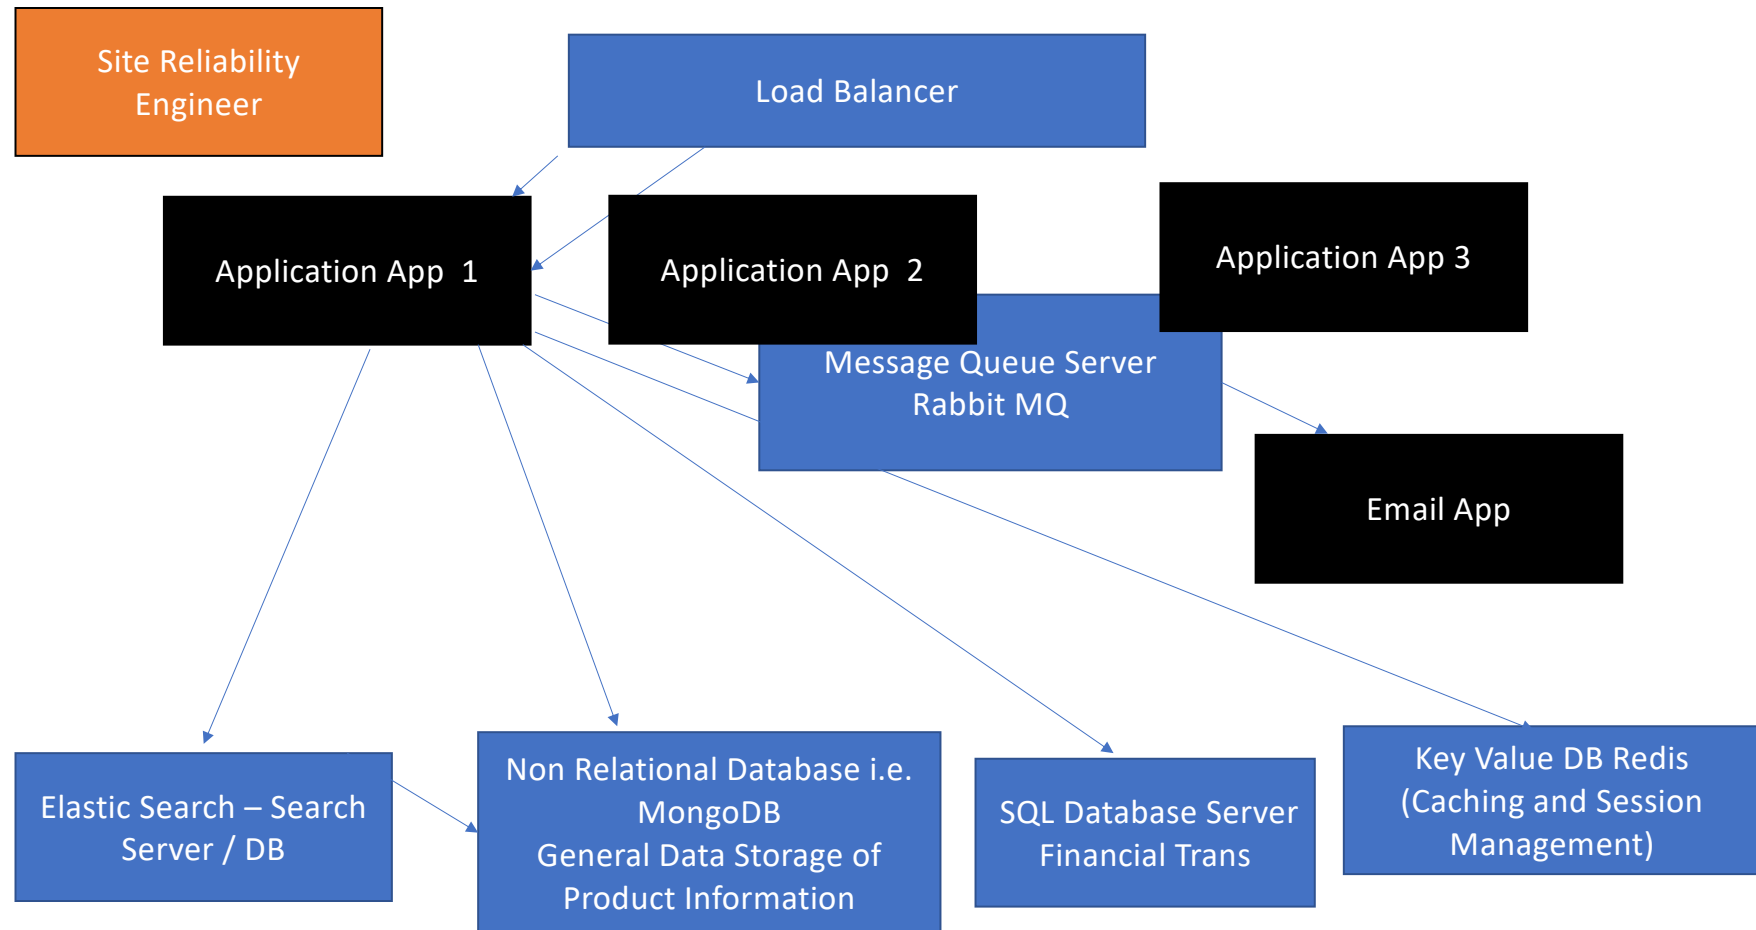 Site Reliability
Engineer
Load Balancer
Application App  1
Application App  2
Application App 3
Message Queue Server
Rabbit MQ
Email App
Elastic Search – Search
Server / DB
Non Relational Database i.e.
MongoDB
General Data Storage of
Product Information
SQL Database Server
Financial Trans
Key Value DB Redis
(Caching and Session
Management)